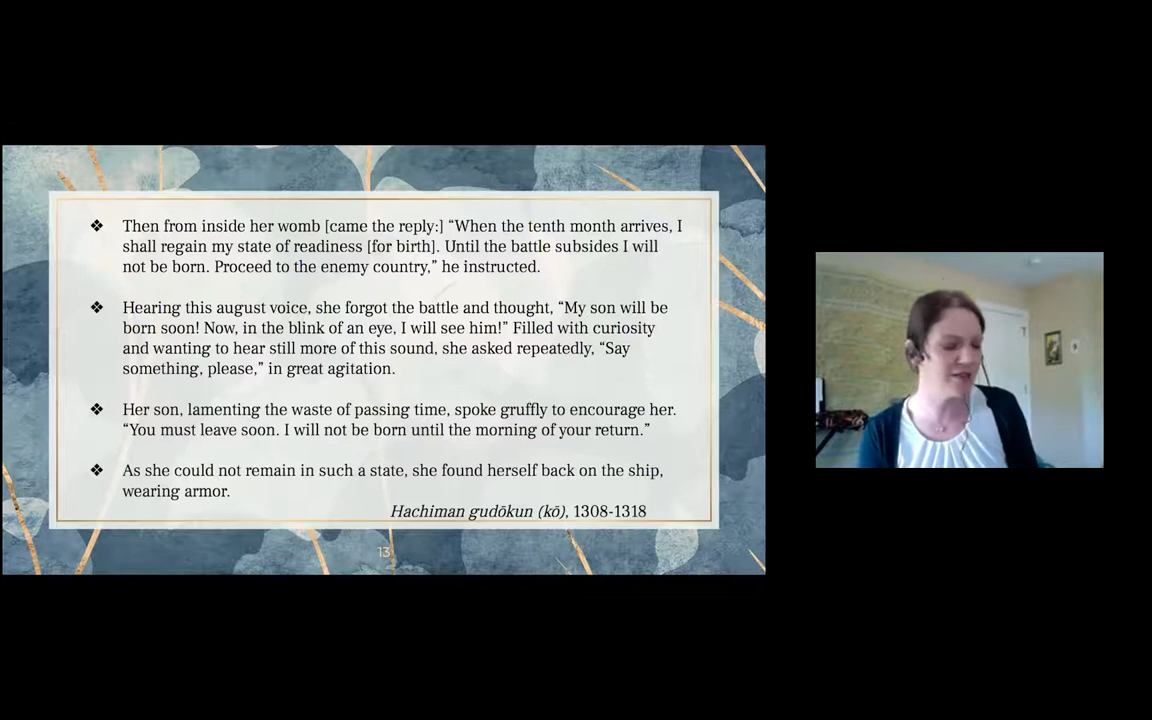 ❖ Then from inside her womb [came the reply:] “When the tenth month arrives, I
shall regain my state of readiness [for birth]. Until the battle subsides I will
not be born. Proceed to the enemy country,” he instructed.
❖ Hearing this august voice, she forgot the battle and thought, “My son will be
born soon! Now, in the blink of an eye, I will see him!” Filled with curiosity
and wanting to hear still more of this sound, she asked repeatedly, “Say
something, please,” in great agitation.
❖ Her son, lamenting the waste of passing time, spoke gruffly to encourage her.
“You must leave soon. I will not be born until the morning of your return.”
❖ As she could not remain in such a state, she found herself back on the ship,
wearing armor.
Hachiman gudōkun (kō), 1308-1318
13